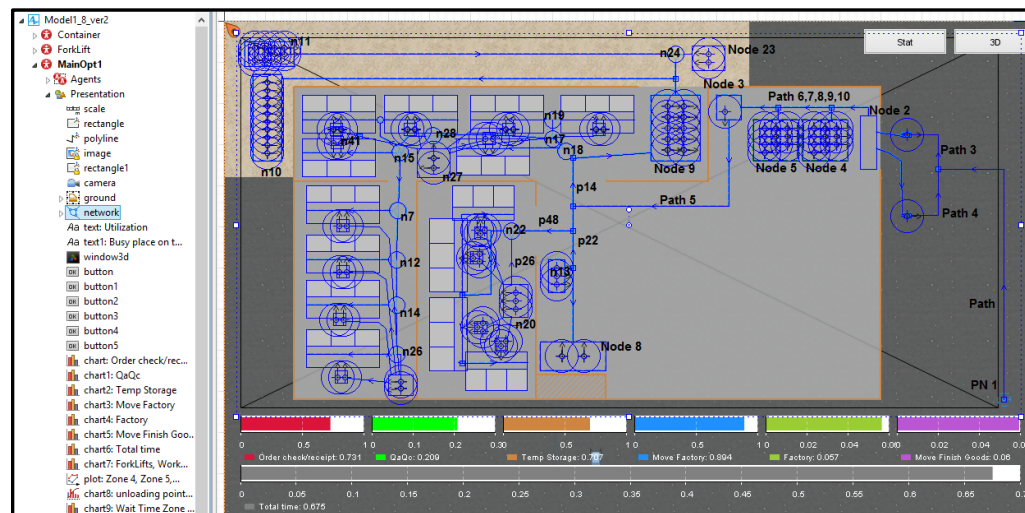 Model1_8_ver2
Container
ForkLift
MainOpt1
Agents
Presentation
scale
rectangle
polyline
image
rectangle1
camera
ground
network
Aa text: Utilization
Aa text1: Busy place on t...
window3d
OK button
OK button1
OK button2
OK button3
OK button4
OK button5
chart: Order check/rec...
chart1: QaQc
chart2: Temp Storage
chart3: Move Factory
chart4: Factory
chart5: Move Finish Goo...
chart6: Total time
chart7: ForkLifts, Work...
plot: Zone 4, Zone 5,...
chart8: unloading point...
chart9: Wait Time Zone ...
n11
n24
Node 23
Stat
3D
Node 3
Path 6,7,8,9,10
Node 2
n19
n28
n41
n15
n17
n18
n27
n10
Node 9
Node 5
Node 4
Path 3
p14
Path 5
Path 4
n7
p48
n22
p22
n12
p26
n13
n14
n20
Path
n26
Node 8
PN 1
0 0.5 1
0 0.1 0.2 0.3
0 0.5 1
0 0.5 1
0 0.02 0.04
0 0.02 0.04 0.0
Order check/receipt: 0.731
QaQc: 0.209
Temp Storage: 0.707
Move Factory: 0.894
Factory: 0.057
Move Finish Goods: 0.06
0 0.05 0.1 0.15 0.2 0.25 0.3 0.35 0.4 0.45 0.5 0.55 0.6 0.65 0.7
Total time: 0.675